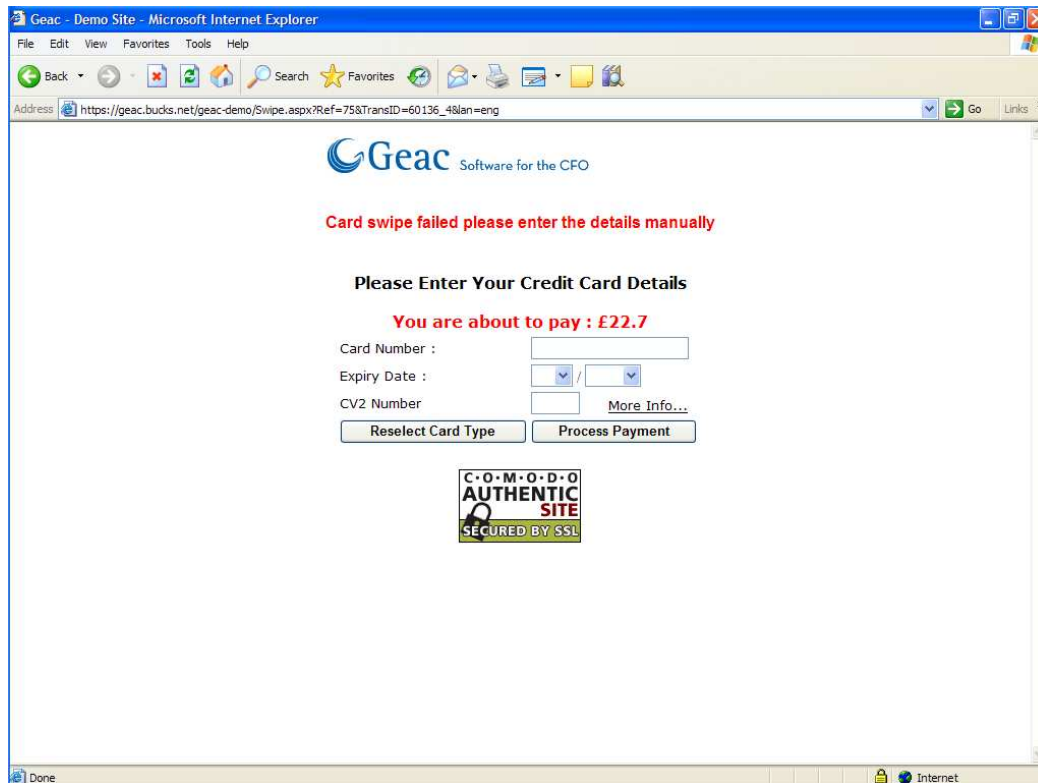 Geac - Demo Site - Microsoft Internet Explorer
File Edit View Favorites Tools Help
Back Search Favorites
Address https://geac.bucks.net/geac-demo/Swipe.aspx?Ref=75&TransID=60136_4&lan=eng Go Links
Geac Software for the CFO
Card swipe failed please enter the details manually
Please Enter Your Credit Card Details
You are about to pay : £22.7
Card Number :
Expiry Date : /
CV2 Number More Info...
Reselect Card Type Process Payment
C·O·M·O·D·O
AUTHENTIC
SITE
SECURED BY SSL
Done Internet